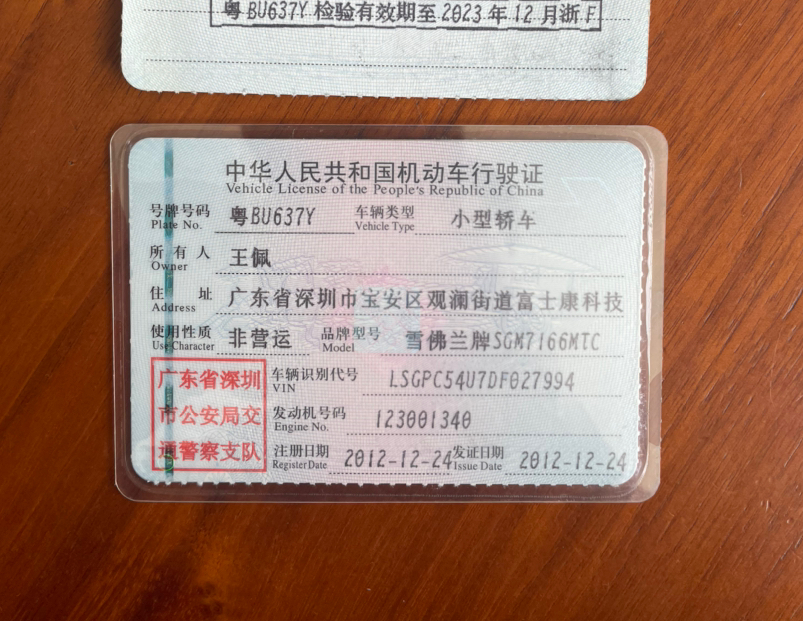 粤BU637Y 检验有效期至 2023 年 12 月浙F
中华人民共和国机动车行驶证
Vehicle License of the People's Republic of China
号牌号码 粤BU637Y 车辆类型 小型轿车
Plate No. Vehicle Type
所有人 王佩
Owner
住址 广东省深圳市宝安区观澜街道富士康科技
Address
使用性质 非营运 品牌型号 雪佛兰牌SGM7166MTC
Use Character Model
广东省深圳
市公安局交
通警察支队
车辆识别代号 LSGPC54U7DF027994
VIN
发动机号码 123001340
Engine No.
注册日期 2012-12-24 发证日期 2012-12-24
Register Date Issue Date